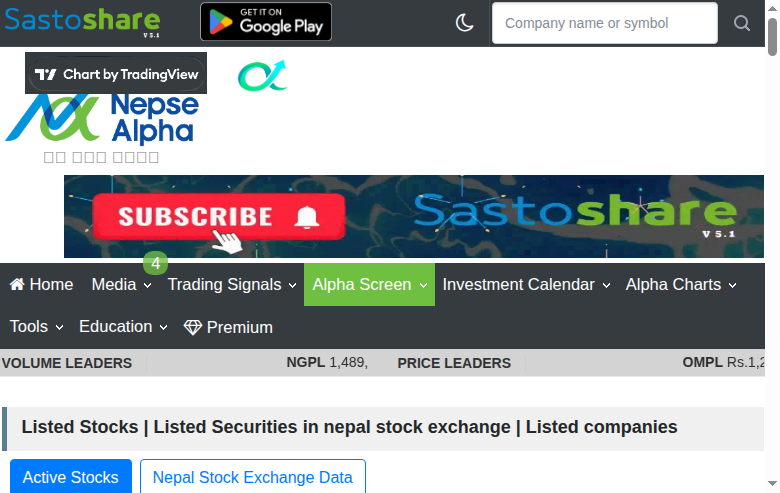 Sastoshare
V 5.1
GET IT ON
Google Play
Company name or symbol
Chart by TradingView
Nepse
Alpha
SUBSCRIBE
Sastoshare
V 5.1
4
Home Media Trading Signals Alpha Screen Investment Calendar Alpha Charts
Tools Education Premium
VOLUME LEADERS NGPL 1,489, PRICE LEADERS OMPL Rs.1,2
Listed Stocks | Listed Securities in nepal stock exchange | Listed companies
Active Stocks Nepal Stock Exchange Data